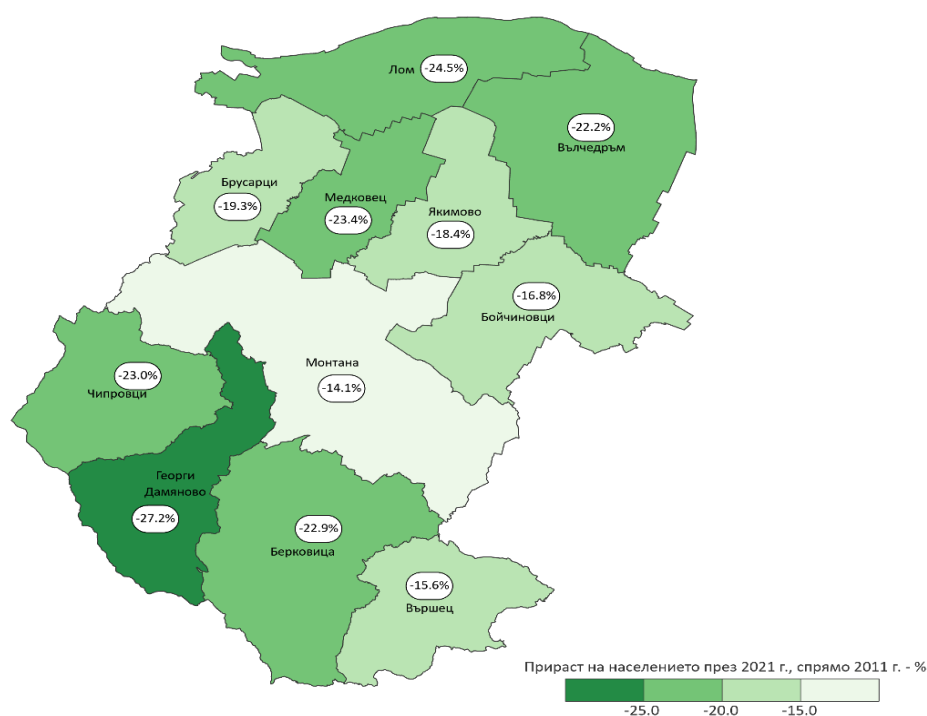 Лом
-24.5%
-22.2%
Вълчедръм
Брусарци
-19.3%
Медковец
-23.4%
Якимово
-18.4%
-16.8%
Бойчиновци
Монтана
-14.1%
-23.0%
Чипровци
Георги
Дамяново
-27.2%
-22.9%
Берковица
-15.6%
Вършец
Прираст на населението през 2021 г., спрямо 2011 г. - %
-25.0 -20.0 -15.0